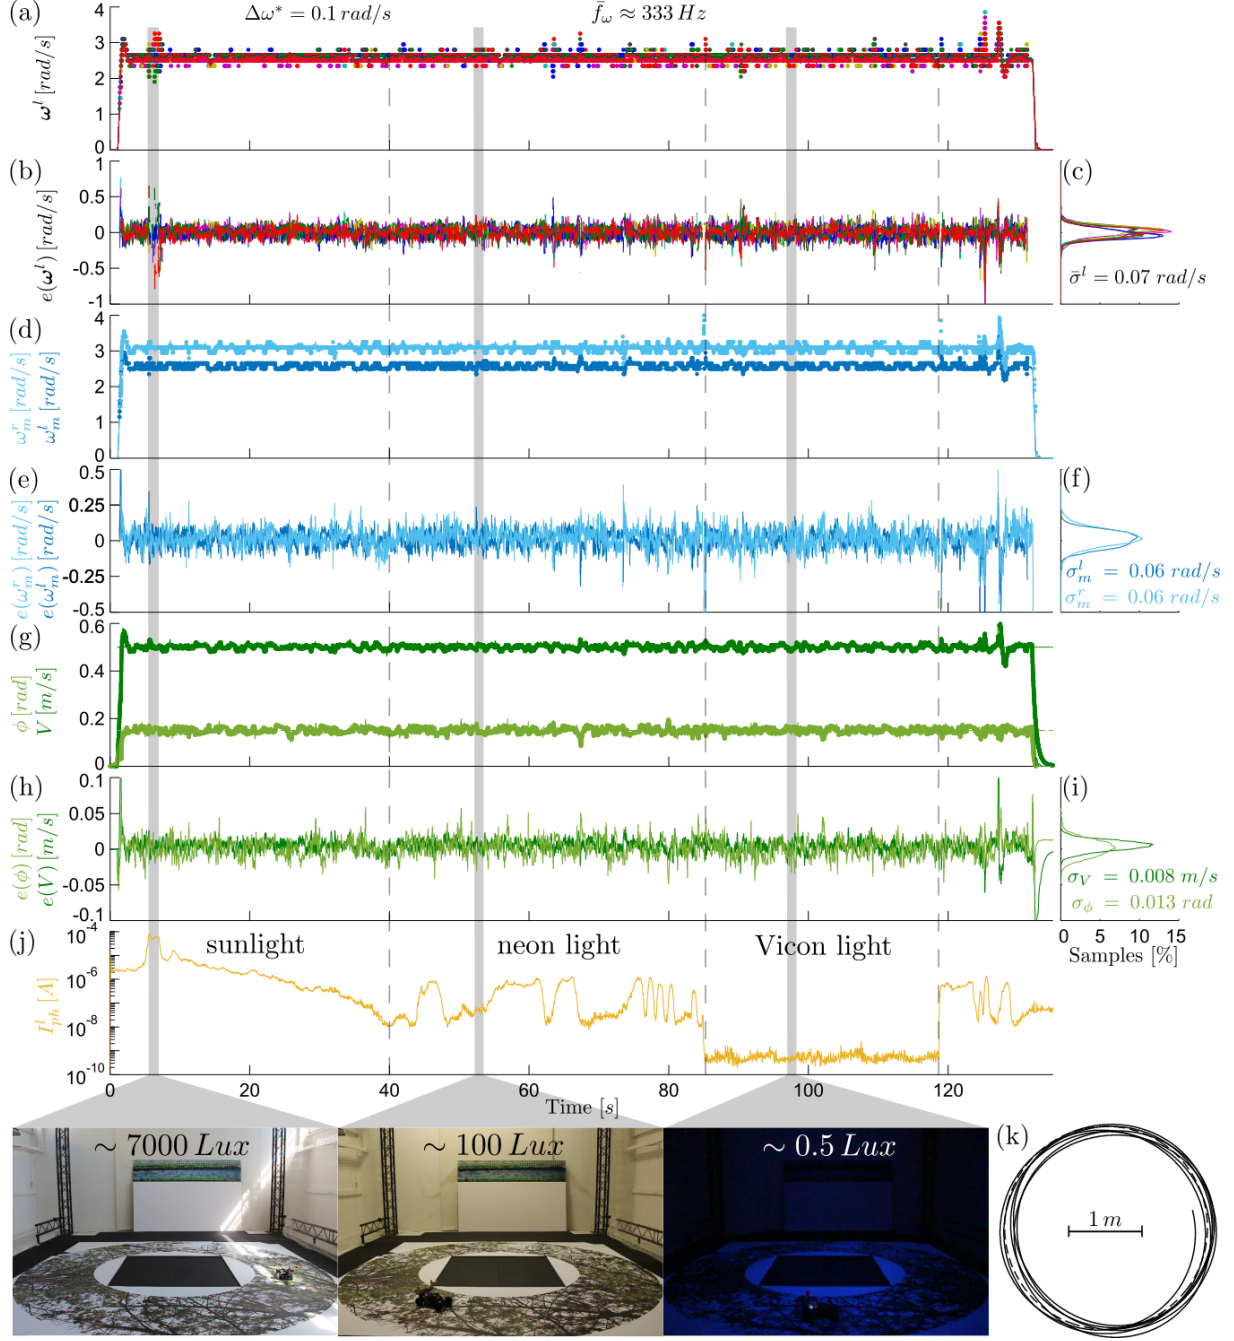 (a)
Δω* = 0.1 rad/s
f̄_ω ≈ 333 Hz
ω^l [rad/s]
4
3
2
1
0
(b)
e(ω^l) [rad/s]
1
0.5
0
-0.5
-1
(c)
σ̄^l = 0.07 rad/s
(d)
ω_m^r [rad/s]
ω_m^l [rad/s]
4
3
2
1
0
(e)
e(ω_m^r) [rad/s]
e(ω_m^l) [rad/s]
0.5
0.25
0
-0.25
-0.5
(f)
σ_m^l = 0.06 rad/s
σ_m^r = 0.06 rad/s
(g)
ϕ [rad]
V [m/s]
0.6
0.4
0.2
0
(h)
e(ϕ) [rad]
e(V) [m/s]
0.1
0.05
0
-0.05
-0.1
(i)
σ_V = 0.008 m/s
σ_ϕ = 0.013 rad
0 5 10 15
Samples [%]
(j)
I_ph^l [A]
10^-4
10^-6
10^-8
10^-10
sunlight
neon light
Vicon light
0 20 40 60 80 100 120
Time [s]
~ 7000 Lux
~ 100 Lux
~ 0.5 Lux
(k)
1 m